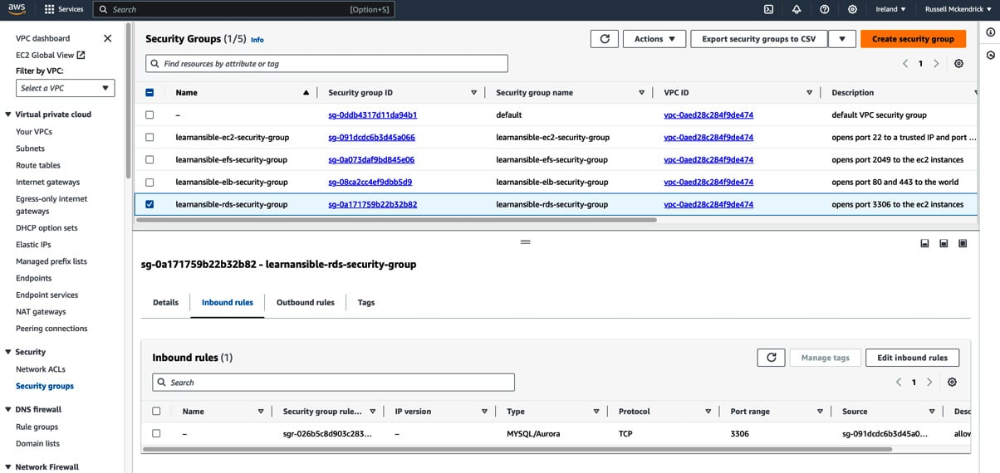 aws Services Search [Option+S] Ireland Russell Mckendrick
VPC dashboard
EC2 Global View
Filter by VPC:
Select a VPC
Virtual private cloud
Your VPCs
Subnets
Route tables
Internet gateways
Egress-only internet
gateways
DHCP option sets
Elastic IPs
Managed prefix lists
Endpoints
Endpoint services
NAT gateways
Peering connections
Security
Network ACLs
Security groups
DNS firewall
Rule groups
Domain lists
Network Firewall
Security Groups (1/5) Info Actions Export security groups to CSV Create security group
Find resources by attribute or tag 1
Name Security group ID Security group name VPC ID Description
– sg-0ddb4317d11da94b1 default vpc-0aed28c284f9de474 default VPC security group
learnansible-ec2-security-group sg-091dcdc6b3d45a066 learnansible-ec2-security-group vpc-0aed28c284f9de474 opens port 22 to a trusted IP and port ...
learnansible-efs-security-group sg-0a073daf9bd845e06 learnansible-efs-security-group vpc-0aed28c284f9de474 opens port 2049 to the ec2 instances
learnansible-elb-security-group sg-08ca2cc4ef9dbb5d9 learnansible-elb-security-group vpc-0aed28c284f9de474 opens port 80 and 443 to the world
learnansible-rds-security-group sg-0a171759b22b32b82 learnansible-rds-security-group vpc-0aed28c284f9de474 opens port 3306 to the ec2 instances
sg-0a171759b22b32b82 - learnansible-rds-security-group
Details Inbound rules Outbound rules Tags
Inbound rules (1) Manage tags Edit inbound rules
Search 1
Name Security group rule... IP version Type Protocol Port range Source Desc
– sgr-026b5c8d903c283... – MYSQL/Aurora TCP 3306 sg-091dcdc6b3d45a0... allow